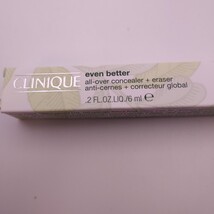 CLINIQUE
even better
all-over concealer + eraser
anti-cernes + correcteur global
.2 FL.OZ.LIQ./6 ml ℮